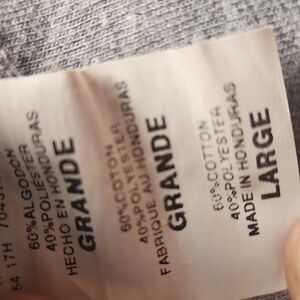 54 17H
60%ALGODON
40%POLIESTER
HECHO EN HONDURAS
GRANDE
60%COTON
40%POLYESTER
FABRIQUE AU HONDURAS
GRANDE
60%COTTON
40%POLYESTER
MADE IN HONDURAS
LARGE